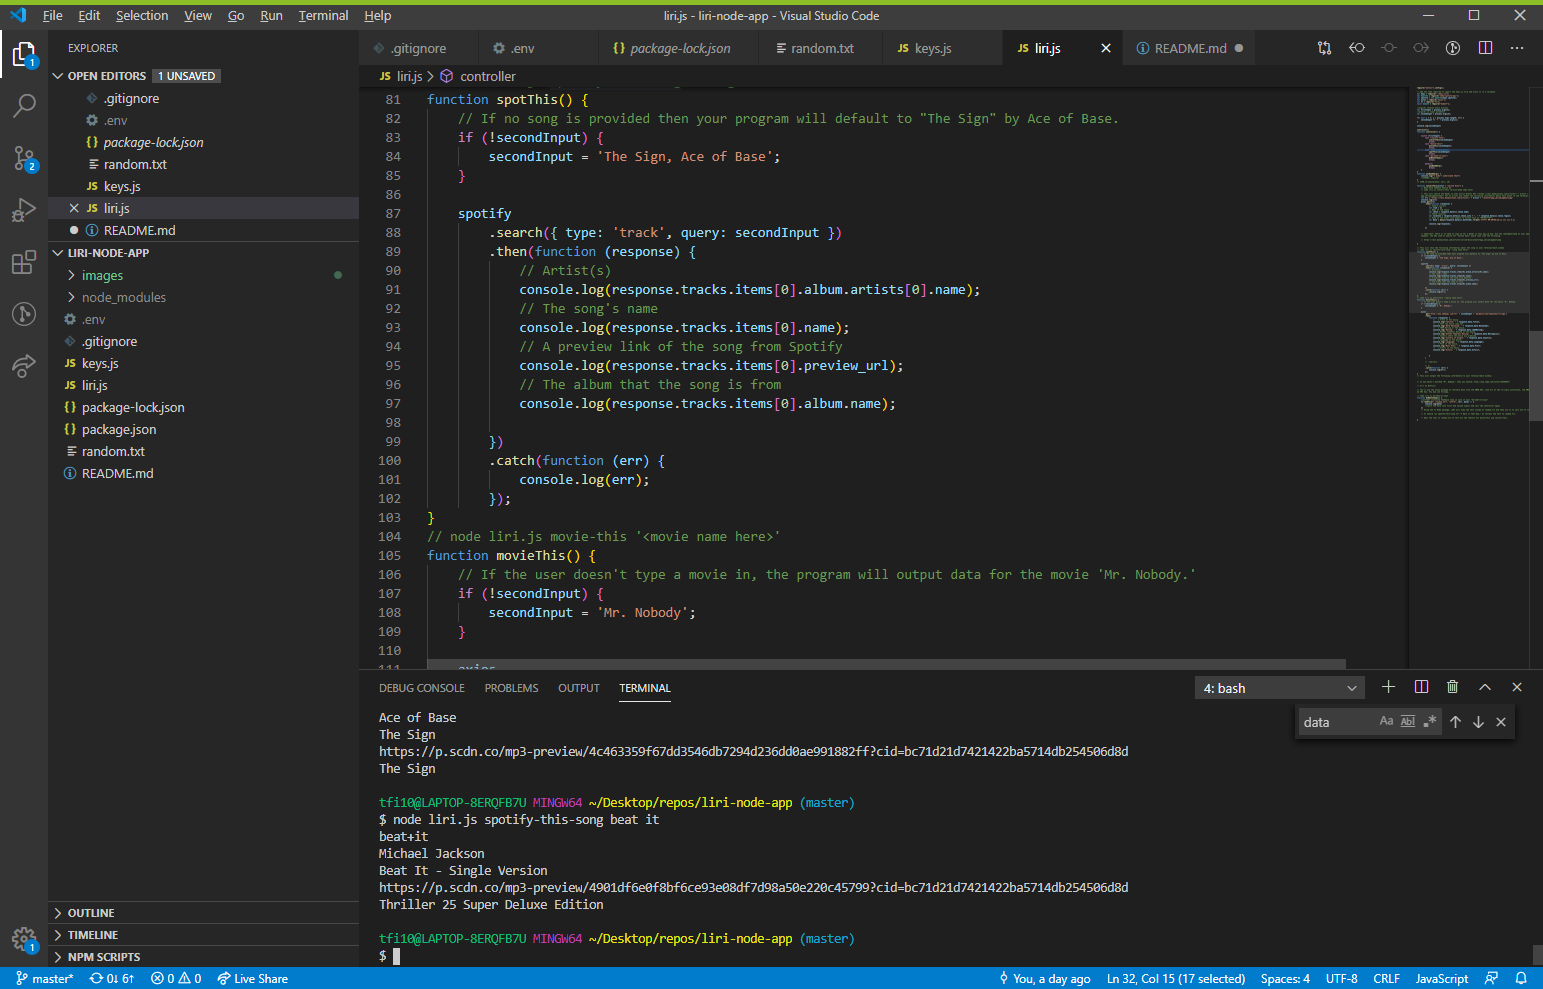 File Edit Selection View Go Run Terminal Help
liri.js - liri-node-app - Visual Studio Code
EXPLORER
OPEN EDITORS 1 UNSAVED
.gitignore
.env
{} package-lock.json
random.txt
JS keys.js
JS liri.js
README.md
LIRI-NODE-APP
images
node_modules
.env
.gitignore
JS keys.js
JS liri.js
{} package-lock.json
{} package.json
random.txt
README.md
OUTLINE
TIMELINE
NPM SCRIPTS
1
2
1
.gitignore .env {} package-lock.json random.txt JS keys.js JS liri.js README.md
JS liri.js > controller
81 function spotThis() {
82 // If no song is provided then your program will default to "The Sign" by Ace of Base.
83 if (!secondInput) {
84 secondInput = 'The Sign, Ace of Base';
85 }
86
87 spotify
88 .search({ type: 'track', query: secondInput })
89 .then(function (response) {
90 // Artist(s)
91 console.log(response.tracks.items[0].album.artists[0].name);
92 // The song's name
93 console.log(response.tracks.items[0].name);
94 // A preview link of the song from Spotify
95 console.log(response.tracks.items[0].preview_url);
96 // The album that the song is from
97 console.log(response.tracks.items[0].album.name);
98
99 })
100 .catch(function (err) {
101 console.log(err);
102 });
103 }
104 // node liri.js movie-this '<movie name here>'
105 function movieThis() {
106 // If the user doesn't type a movie in, the program will output data for the movie 'Mr. Nobody.'
107 if (!secondInput) {
108 secondInput = 'Mr. Nobody';
109 }
110
111 axios
DEBUG CONSOLE PROBLEMS OUTPUT TERMINAL
4: bash
data Aa Abl .*
Ace of Base
The Sign
https://p.scdn.co/mp3-preview/4c463359f67dd3546db7294d236dd0ae991882ff?cid=bc71d21d7421422ba5714db254506d8d
The Sign
tfi10@LAPTOP-8ERQFB7U MINGW64 ~/Desktop/repos/liri-node-app (master)
$ node liri.js spotify-this-song beat it
beat+it
Michael Jackson
Beat It - Single Version
https://p.scdn.co/mp3-preview/4901df6e0f8bf6ce93e08df7d98a50e220c45799?cid=bc71d21d7421422ba5714db254506d8d
Thriller 25 Super Deluxe Edition
tfi10@LAPTOP-8ERQFB7U MINGW64 ~/Desktop/repos/liri-node-app (master)
$
master* 0↓ 6↑ 0 0 Live Share You, a day ago Ln 32, Col 15 (17 selected) Spaces: 4 UTF-8 CRLF JavaScript